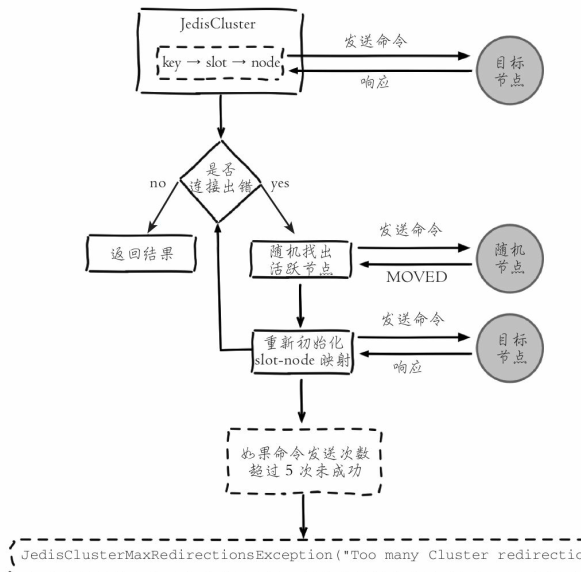 JedisCluster
key → slot → node
发送命令
响应
目标
节点
是否
连接出错
no
yes
返回结果
随机找出
活跃节点
发送命令
MOVED
随机
节点
重新初始化
slot-node 映射
发送命令
响应
目标
节点
如果命令发送次数
超过 5 次未成功
JedisClusterMaxRedirectionsException("Too many Cluster redirectio